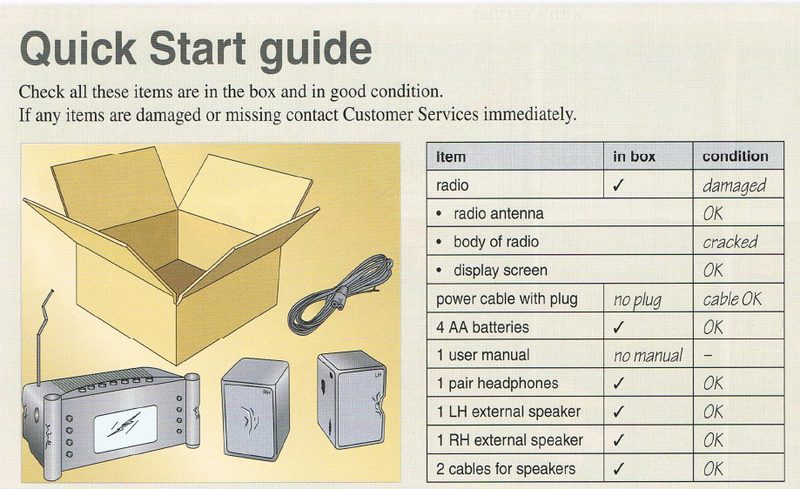 Quick Start guide
Check all these items are in the box and in good condition.
If any items are damaged or missing contact Customer Services immediately.
item in box condition
radio ✓ damaged
• radio antenna OK
• body of radio cracked
• display screen OK
power cable with plug no plug cable OK
4 AA batteries ✓ OK
1 user manual no manual –
1 pair headphones ✓ OK
1 LH external speaker ✓ OK
1 RH external speaker ✓ OK
2 cables for speakers ✓ OK
RH
LH